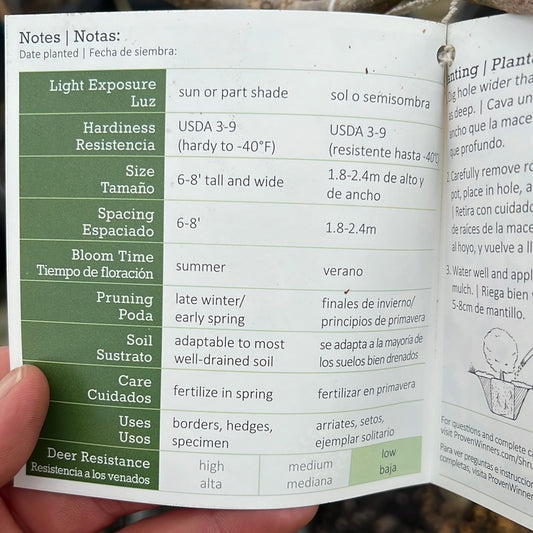 Notes | Notas:
Date planted | Fecha de siembra:
Light Exposure
Luz
sun or part shade
sol o semisombra
Hardiness
Resistencia
USDA 3-9
(hardy to -40°F)
USDA 3-9
(resistente hasta -40°
Size
Tamaño
6-8' tall and wide
1.8-2.4m de alto y
de ancho
Spacing
Espaciado
6-8'
1.8-2.4m
Bloom Time
Tiempo de floración
summer
verano
Pruning
Poda
late winter/
early spring
finales de invierno/
principios de primavera
Soil
Sustrato
adaptable to most
well-drained soil
se adapta a la mayoría de
los suelos bien drenados
Care
Cuidados
fertilize in spring
fertilizar en primavera
Uses
Usos
borders, hedges,
specimen
arriates, setos,
ejemplar solitario
Deer Resistance
Resistencia a los venados
high
alta
medium
mediana
low
baja
nting | Planta
Dig hole wider than
as deep. | Cava un
ancho que la mace
que profundo.
2. Carefully remove ro
pot, place in hole, a
| Retira con cuidado
de raíces de la mace
al hoyo, y vuelve a ll
3. Water well and appl
mulch. | Riega bien
5-8cm de mantillo.
For questions and complete ca
visit ProvenWinners.com/Shru
Para ver preguntas e instruccion
completas, visita ProvenWinner